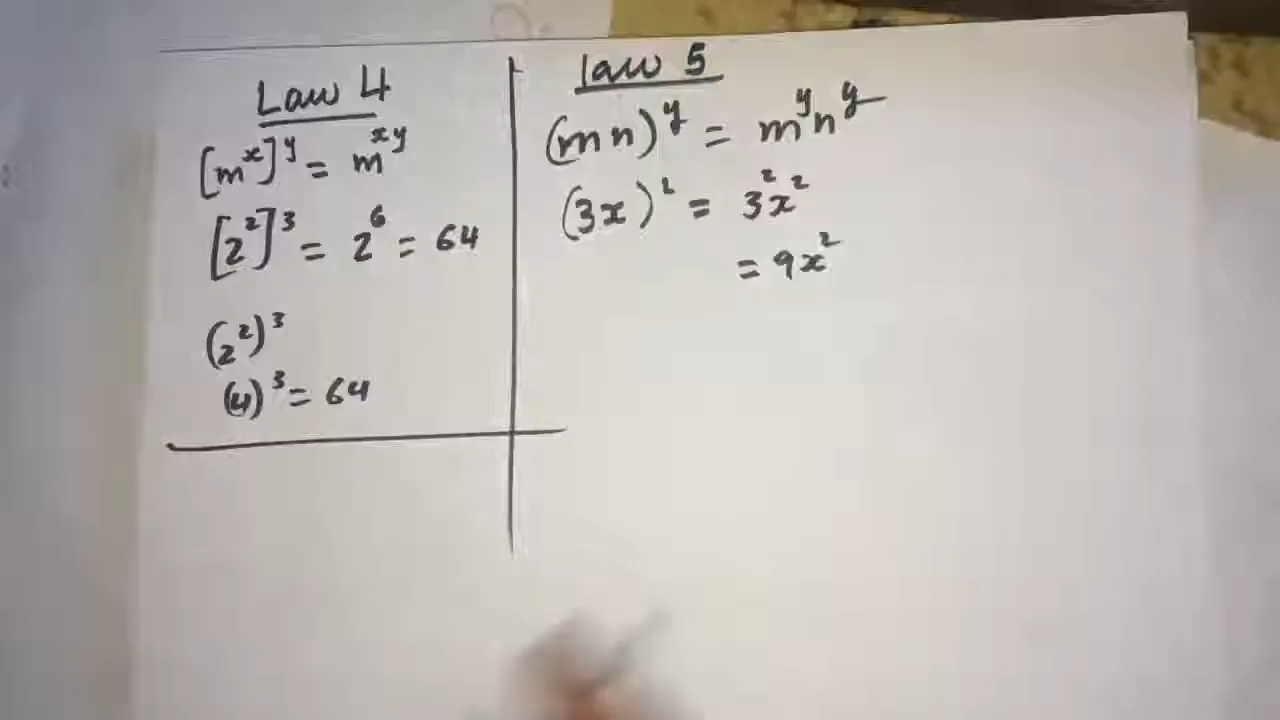 Law 4
[m^x]^y = m^xy
[2^2]^3 = 2^6 = 64
(2^2)^3
(4)^3 = 64
law 5
(mn)^y = m^y n^y
(3x)^2 = 3^2 x^2
= 9x^2